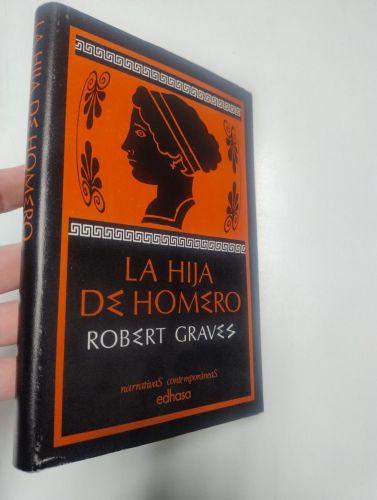 LA HIJA DE HOMERO
LA HIJA
DE HOMERO
ROBERT GRAVES
narrativaS contemporáneaS
edhasa